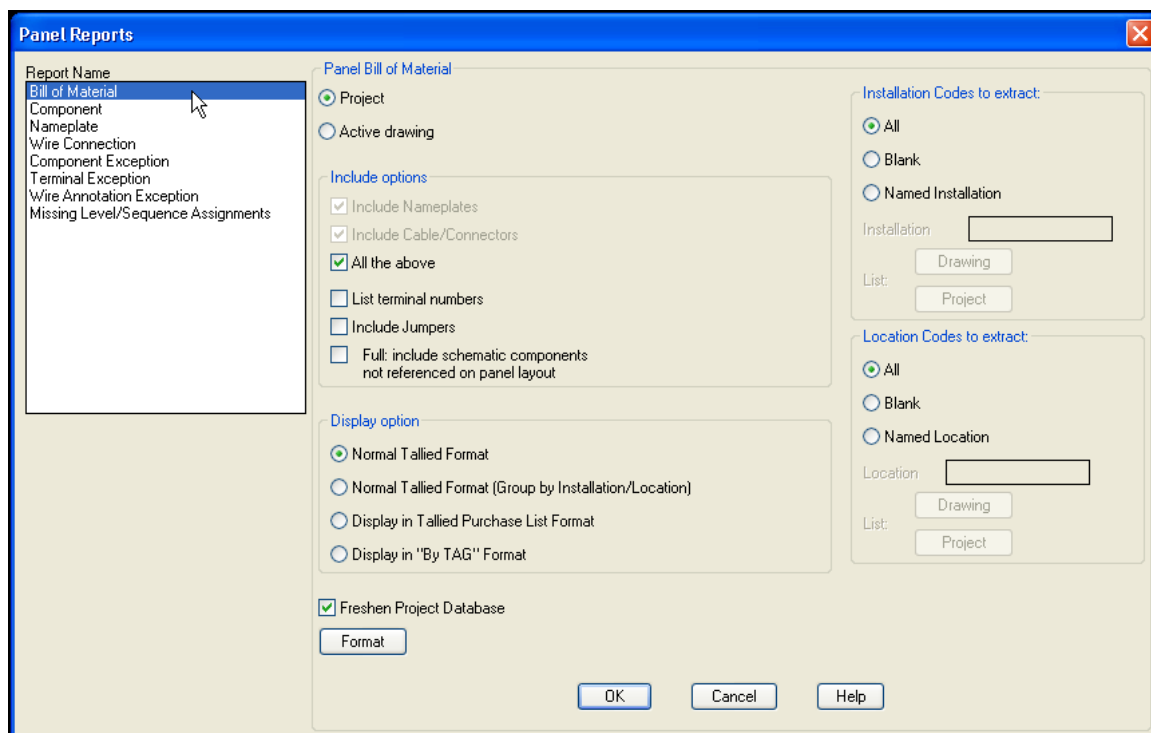 Panel Reports
Report Name
Bill of Material
Component
Nameplate
Wire Connection
Component Exception
Terminal Exception
Wire Annotation Exception
Missing Level/Sequence Assignments
Panel Bill of Material
Project
Active drawing
Include options
Include Nameplates
Include Cable/Connectors
All the above
List terminal numbers
Include Jumpers
Full: include schematic components
not referenced on panel layout
Display option
Normal Tallied Format
Normal Tallied Format (Group by Installation/Location)
Display in Tallied Purchase List Format
Display in "By TAG" Format
Freshen Project Database
Format
Installation Codes to extract:
All
Blank
Named Installation
Installation
List:
Drawing
Project
Location Codes to extract:
All
Blank
Named Location
Location
List:
Drawing
Project
OK
Cancel
Help